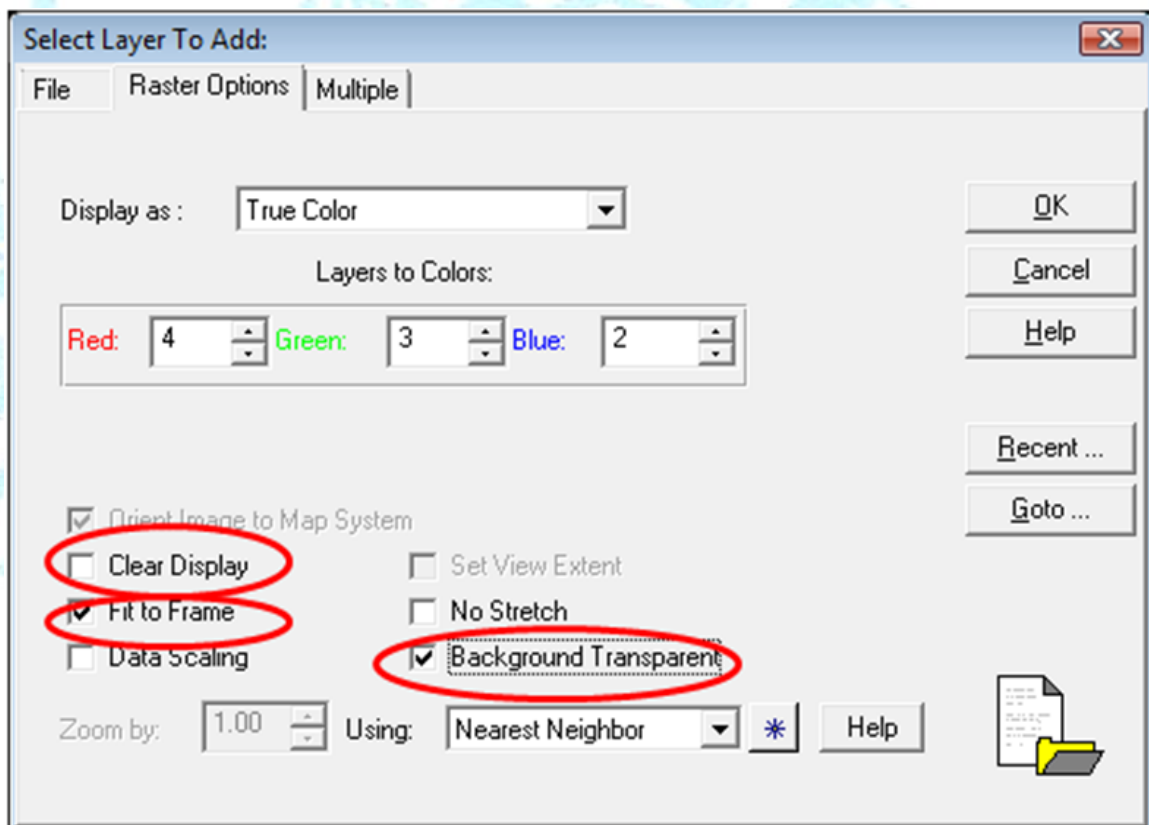 Select Layer To Add:
File Raster Options Multiple
Display as : True Color OK
Layers to Colors: Cancel
Red: 4 Green: 3 Blue: 2 Help
Recent ...
Orient Image to Map System Goto ...
Clear Display Set View Extent
Fit to Frame No Stretch
Data Scaling Background Transparent
Zoom by: 1.00 Using: Nearest Neighbor Help